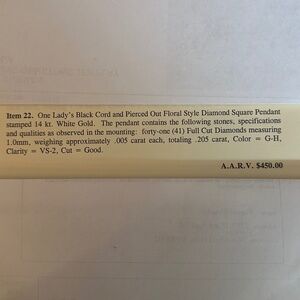 Item 22. One Lady's Black Cord and Pierced Out Floral Style Diamond Square Pendant
stamped 14 kt. White Gold. The pendant contains the following stones, specifications
and qualities as observed in the mounting: forty-one (41) Full Cut Diamonds measuring
1.0mm, weighing approximately .005 carat each, totaling .205 carat, Color = G-H,
Clarity = VS-2, Cut = Good.
A.A.R.V. $450.00